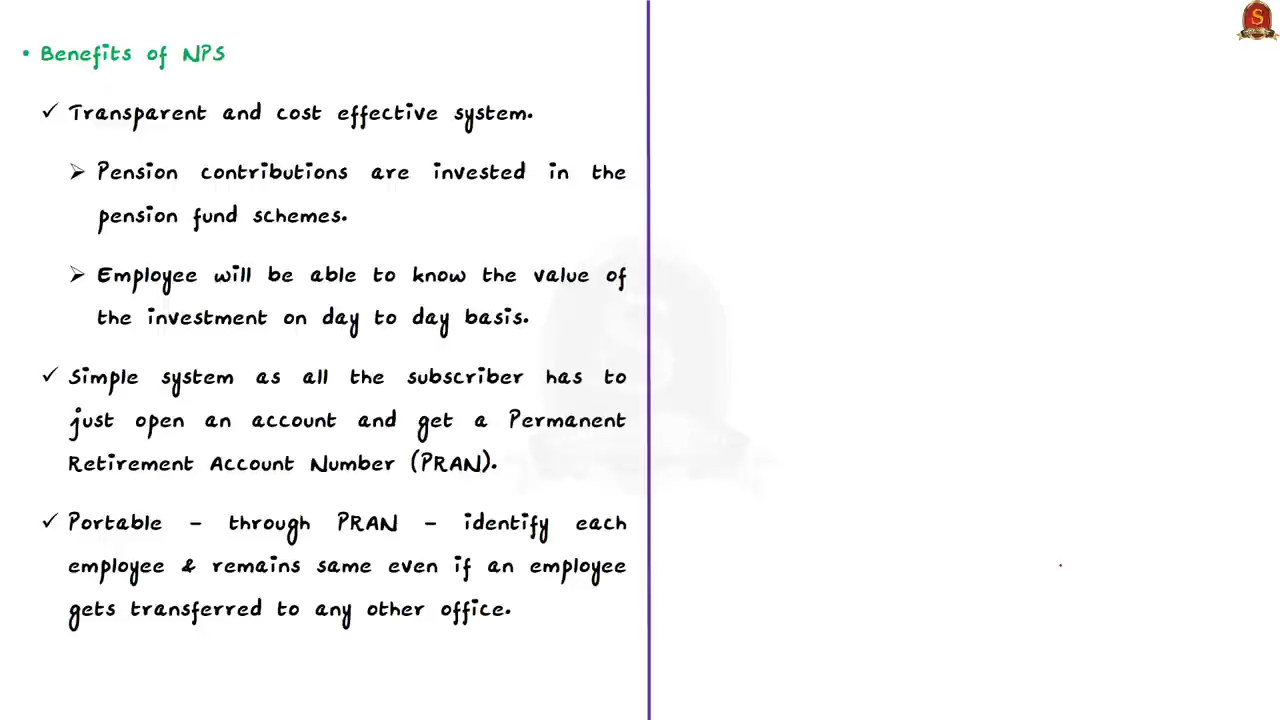 • Benefits of NPS
✓ Transparent and cost effective system.
➢ Pension contributions are invested in the
pension fund schemes.
➢ Employee will be able to know the value of
the investment on day to day basis.
✓ Simple system as all the subscriber has to
just open an account and get a Permanent
Retirement Account Number (PRAN).
✓ Portable - through PRAN - identify each
employee & remains same even if an employee
gets transferred to any other office.
S